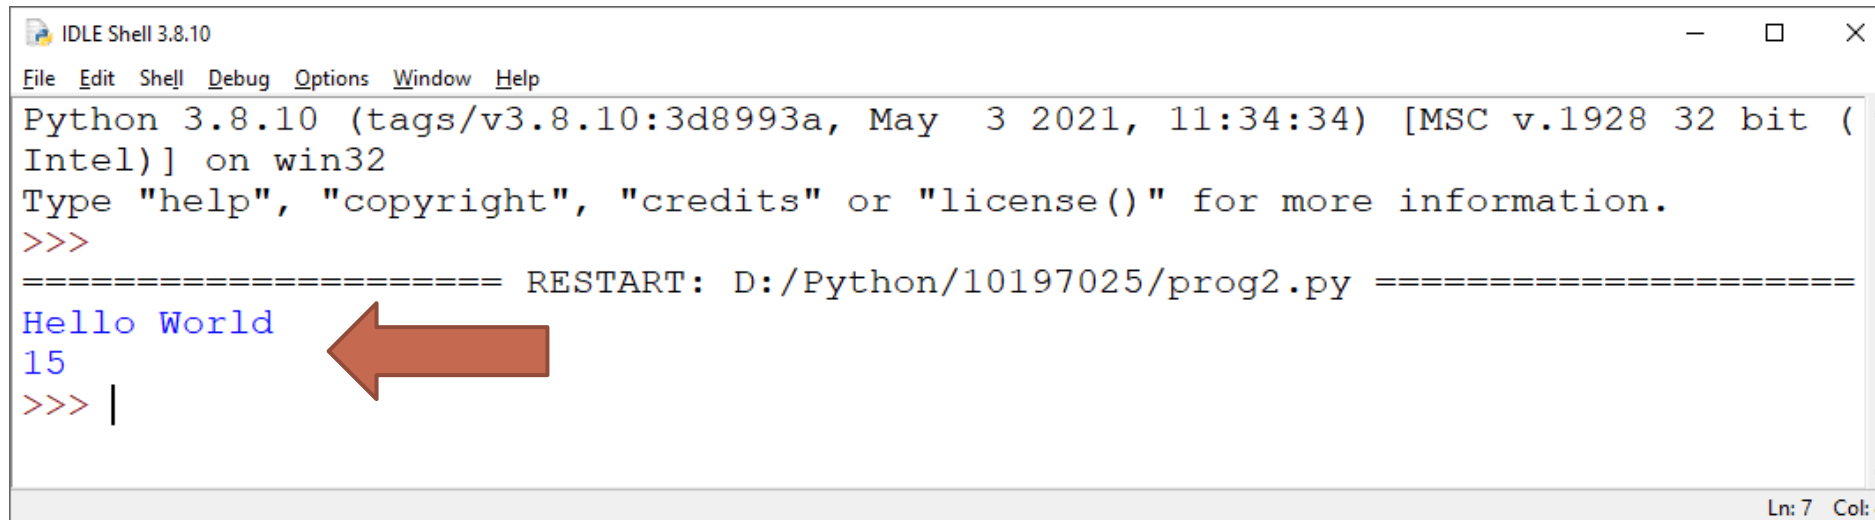 IDLE Shell 3.8.10
File Edit Shell Debug Options Window Help
Python 3.8.10 (tags/v3.8.10:3d8993a, May  3 2021, 11:34:34) [MSC v.1928 32 bit (
Intel)] on win32
Type "help", "copyright", "credits" or "license()" for more information.
>>>
===================== RESTART: D:/Python/10197025/prog2.py =====================
Hello World
15
>>>
Ln: 7 Col: